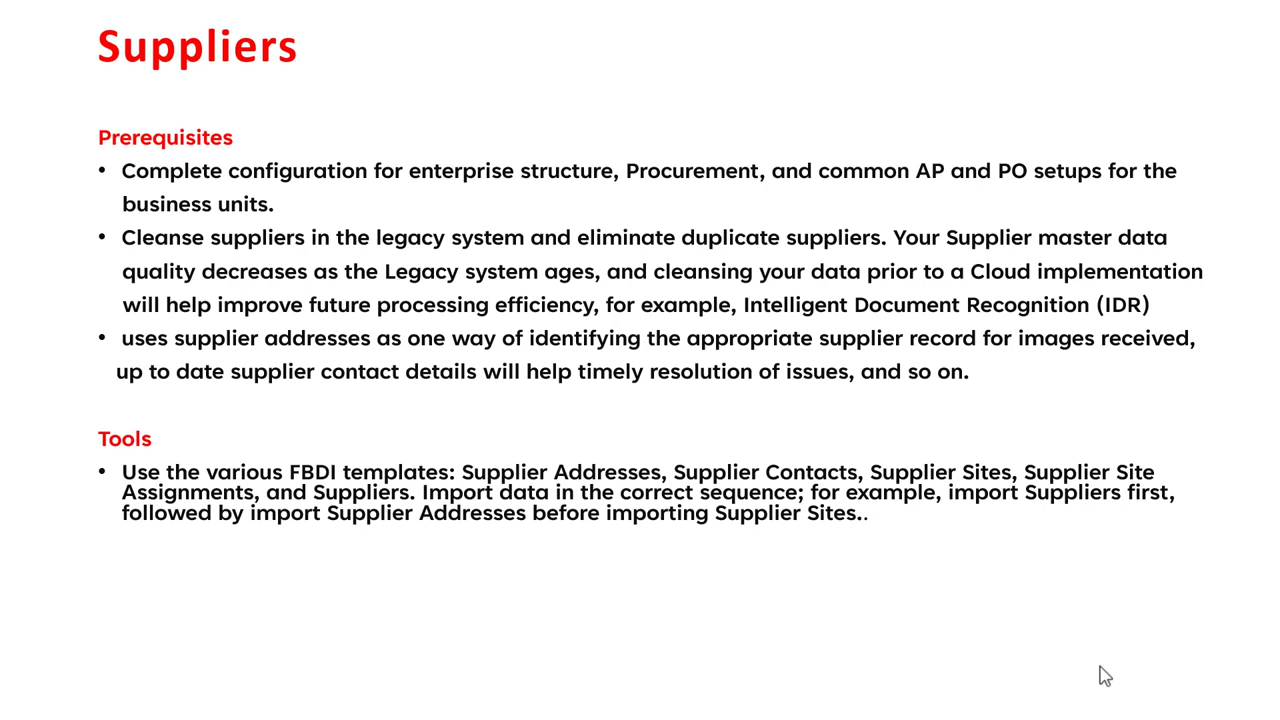 Suppliers
Prerequisites
• Complete configuration for enterprise structure, Procurement, and common AP and PO setups for the
business units.
• Cleanse suppliers in the legacy system and eliminate duplicate suppliers. Your Supplier master data
quality decreases as the Legacy system ages, and cleansing your data prior to a Cloud implementation
will help improve future processing efficiency, for example, Intelligent Document Recognition (IDR)
• uses supplier addresses as one way of identifying the appropriate supplier record for images received,
up to date supplier contact details will help timely resolution of issues, and so on.
Tools
• Use the various FBDI templates: Supplier Addresses, Supplier Contacts, Supplier Sites, Supplier Site
Assignments, and Suppliers. Import data in the correct sequence; for example, import Suppliers first,
followed by import Supplier Addresses before importing Supplier Sites..